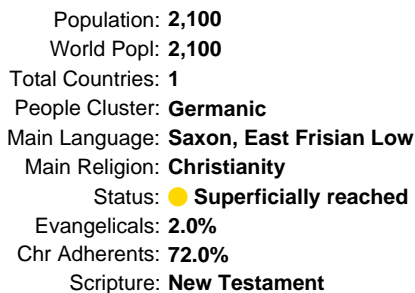 Population: 2,100
World Popl: 2,100
Total Countries: 1
People Cluster: Germanic
Main Language: Saxon, East Frisian Low
Main Religion: Christianity
Status: Superficially reached
Evangelicals: 2.0%
Chr Adherents: 72.0%
Scripture: New Testament